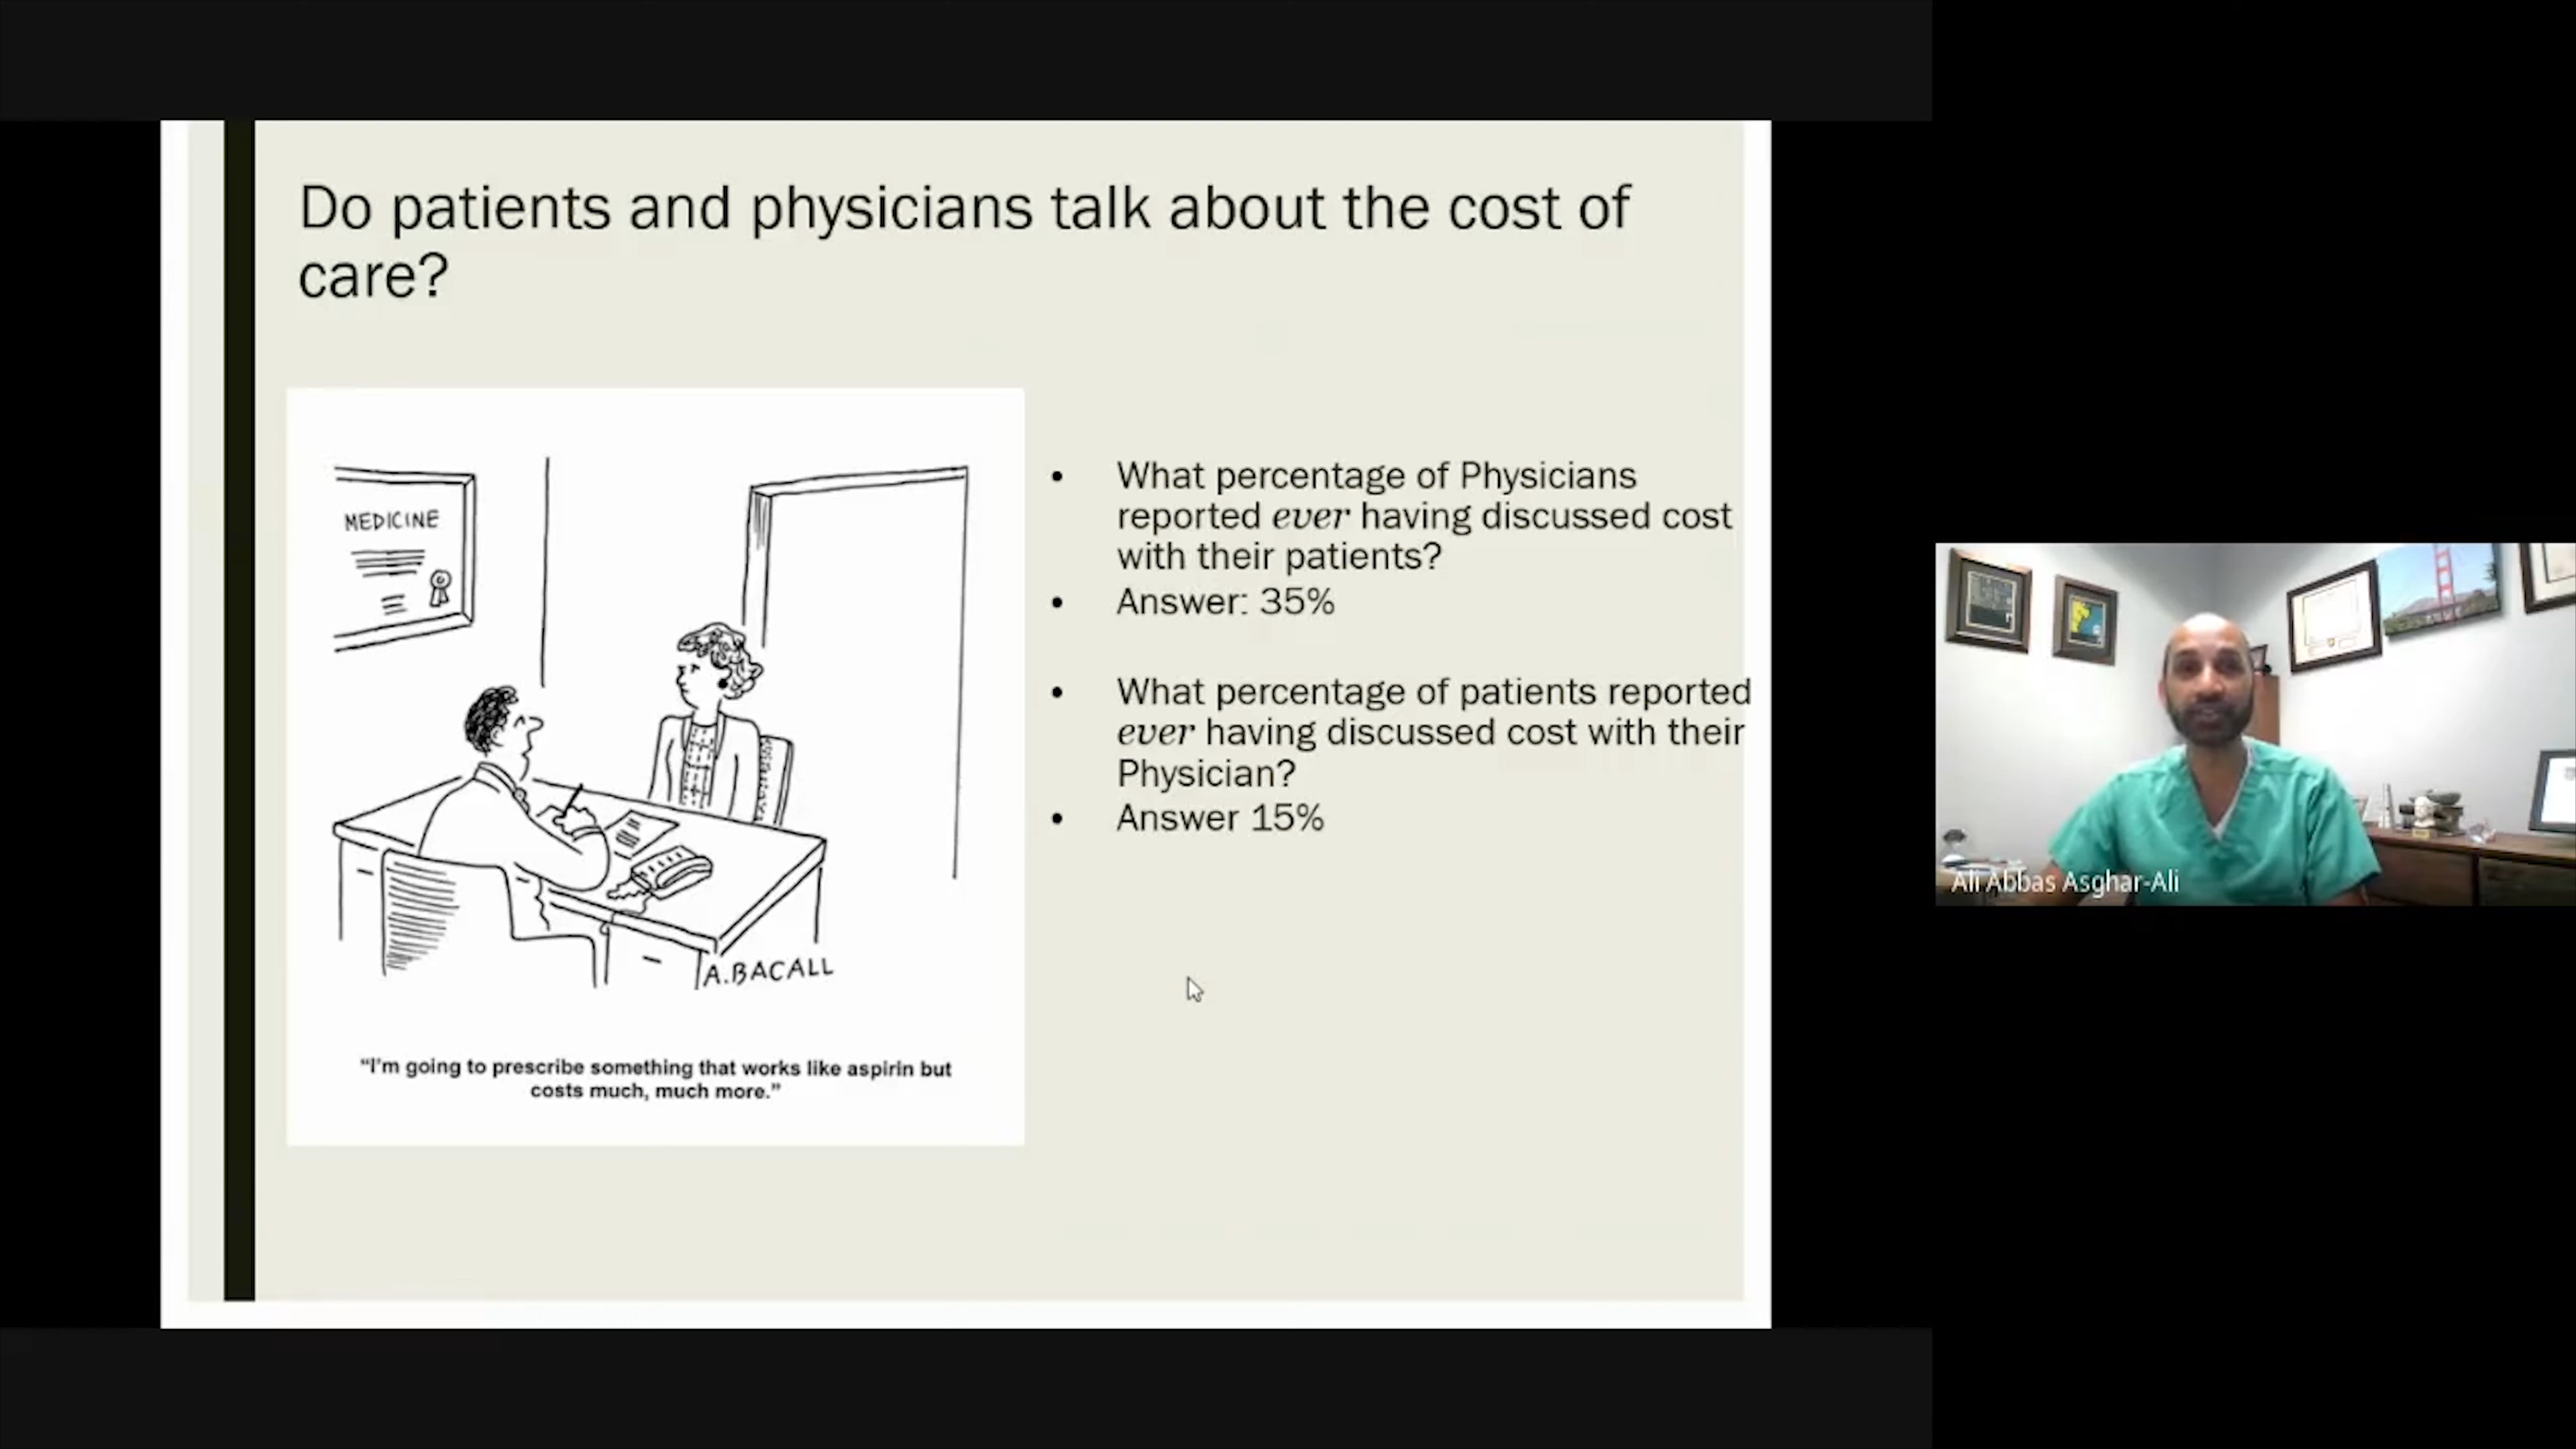 Do patients and physicians talk about the cost of
care?
MEDICINE
A.BACALL
"I'm going to prescribe something that works like aspirin but
costs much, much more."
• What percentage of Physicians
reported ever having discussed cost
with their patients?
• Answer: 35%
• What percentage of patients reported
ever having discussed cost with their
Physician?
• Answer 15%
Ali Abbas Asghar-Ali